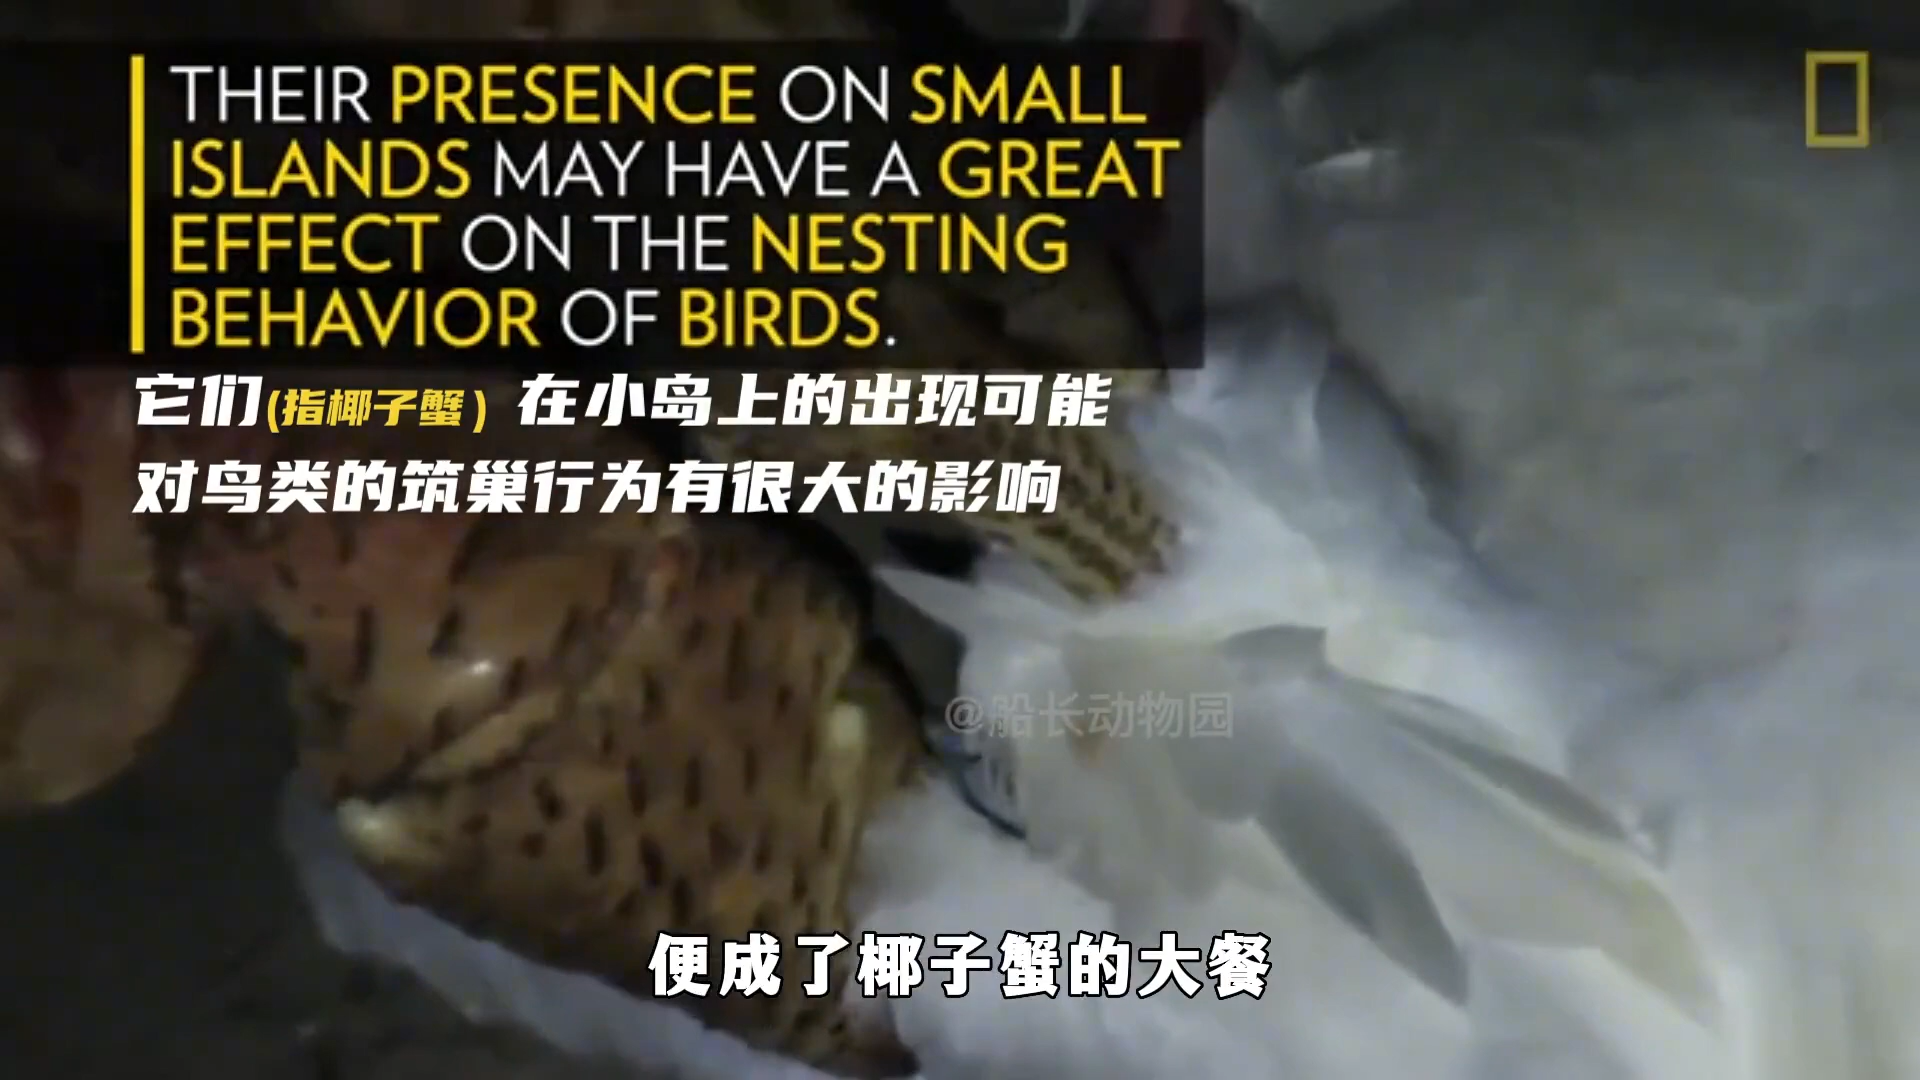 THEIR PRESENCE ON SMALL
ISLANDS MAY HAVE A GREAT
EFFECT ON THE NESTING
BEHAVIOR OF BIRDS.
它们(指椰子蟹) 在小岛上的出现可能
对鸟类的筑巢行为有很大的影响
@船长动物园
便成了椰子蟹的大餐